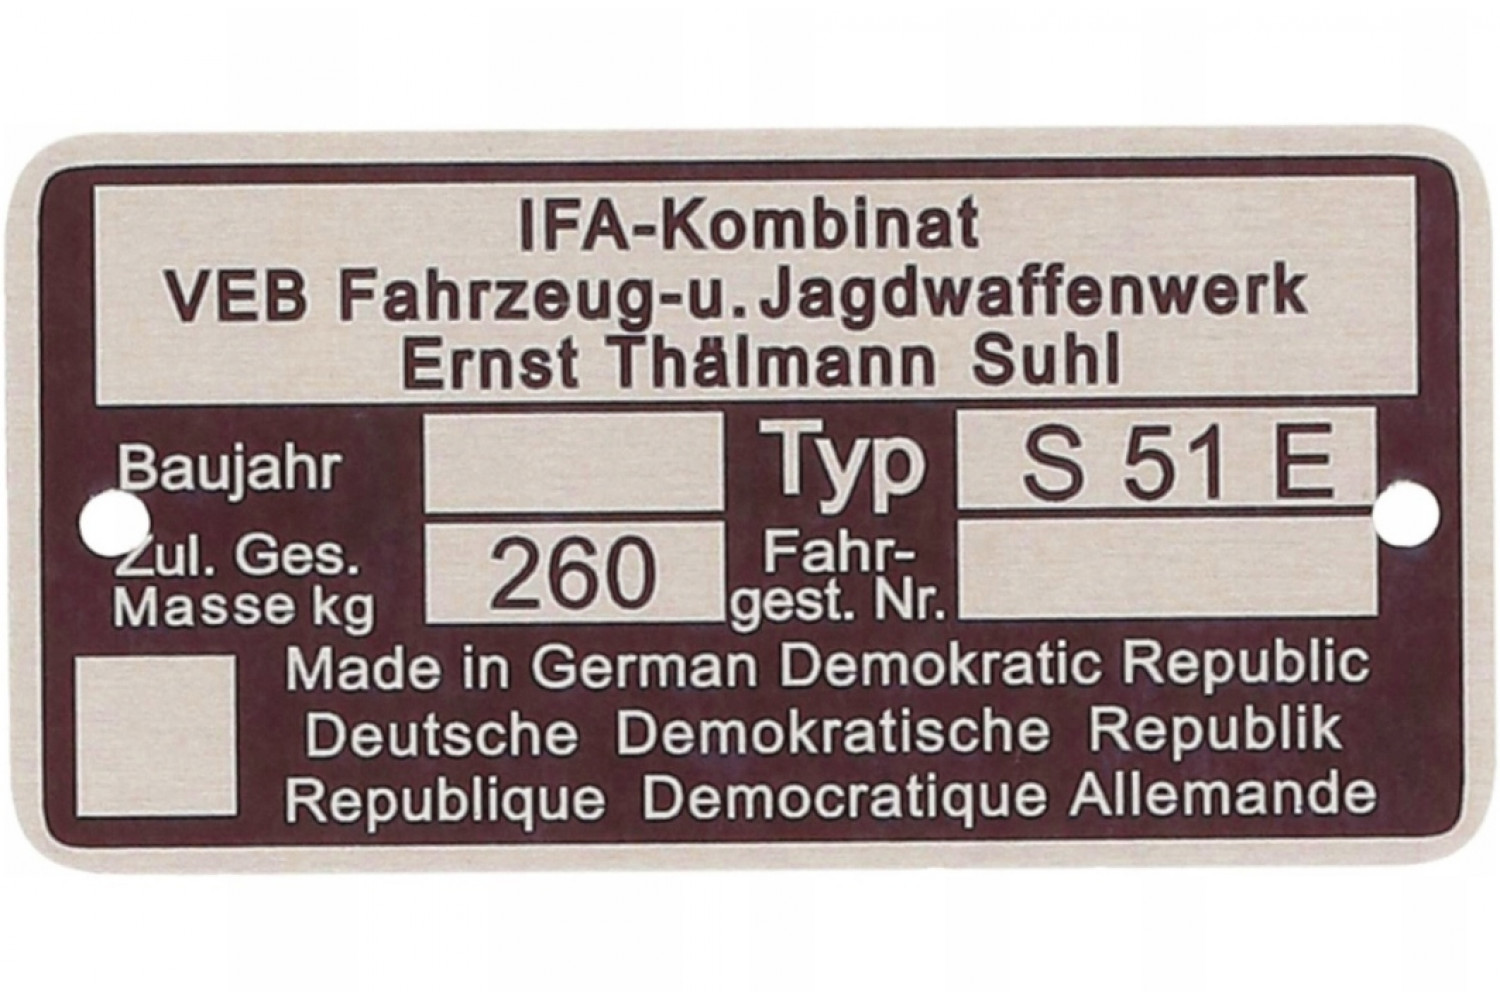 IFA-Kombinat
VEB Fahrzeug-u. Jagdwaffenwerk
Ernst Thälmann Suhl
Baujahr Typ S 51 E
Zul. Ges. Masse kg 260 Fahr-
gest. Nr.
Made in German Demokratic Republic
Deutsche Demokratische Republik
Republique Democratique Allemande